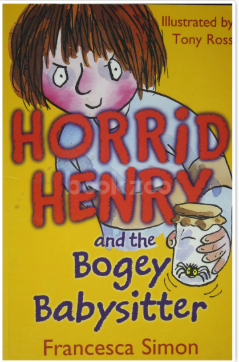 Illustrated by
Tony Ross
HORRiD
HENRY
and the
Bogey
Babysitter
Francesca Simon